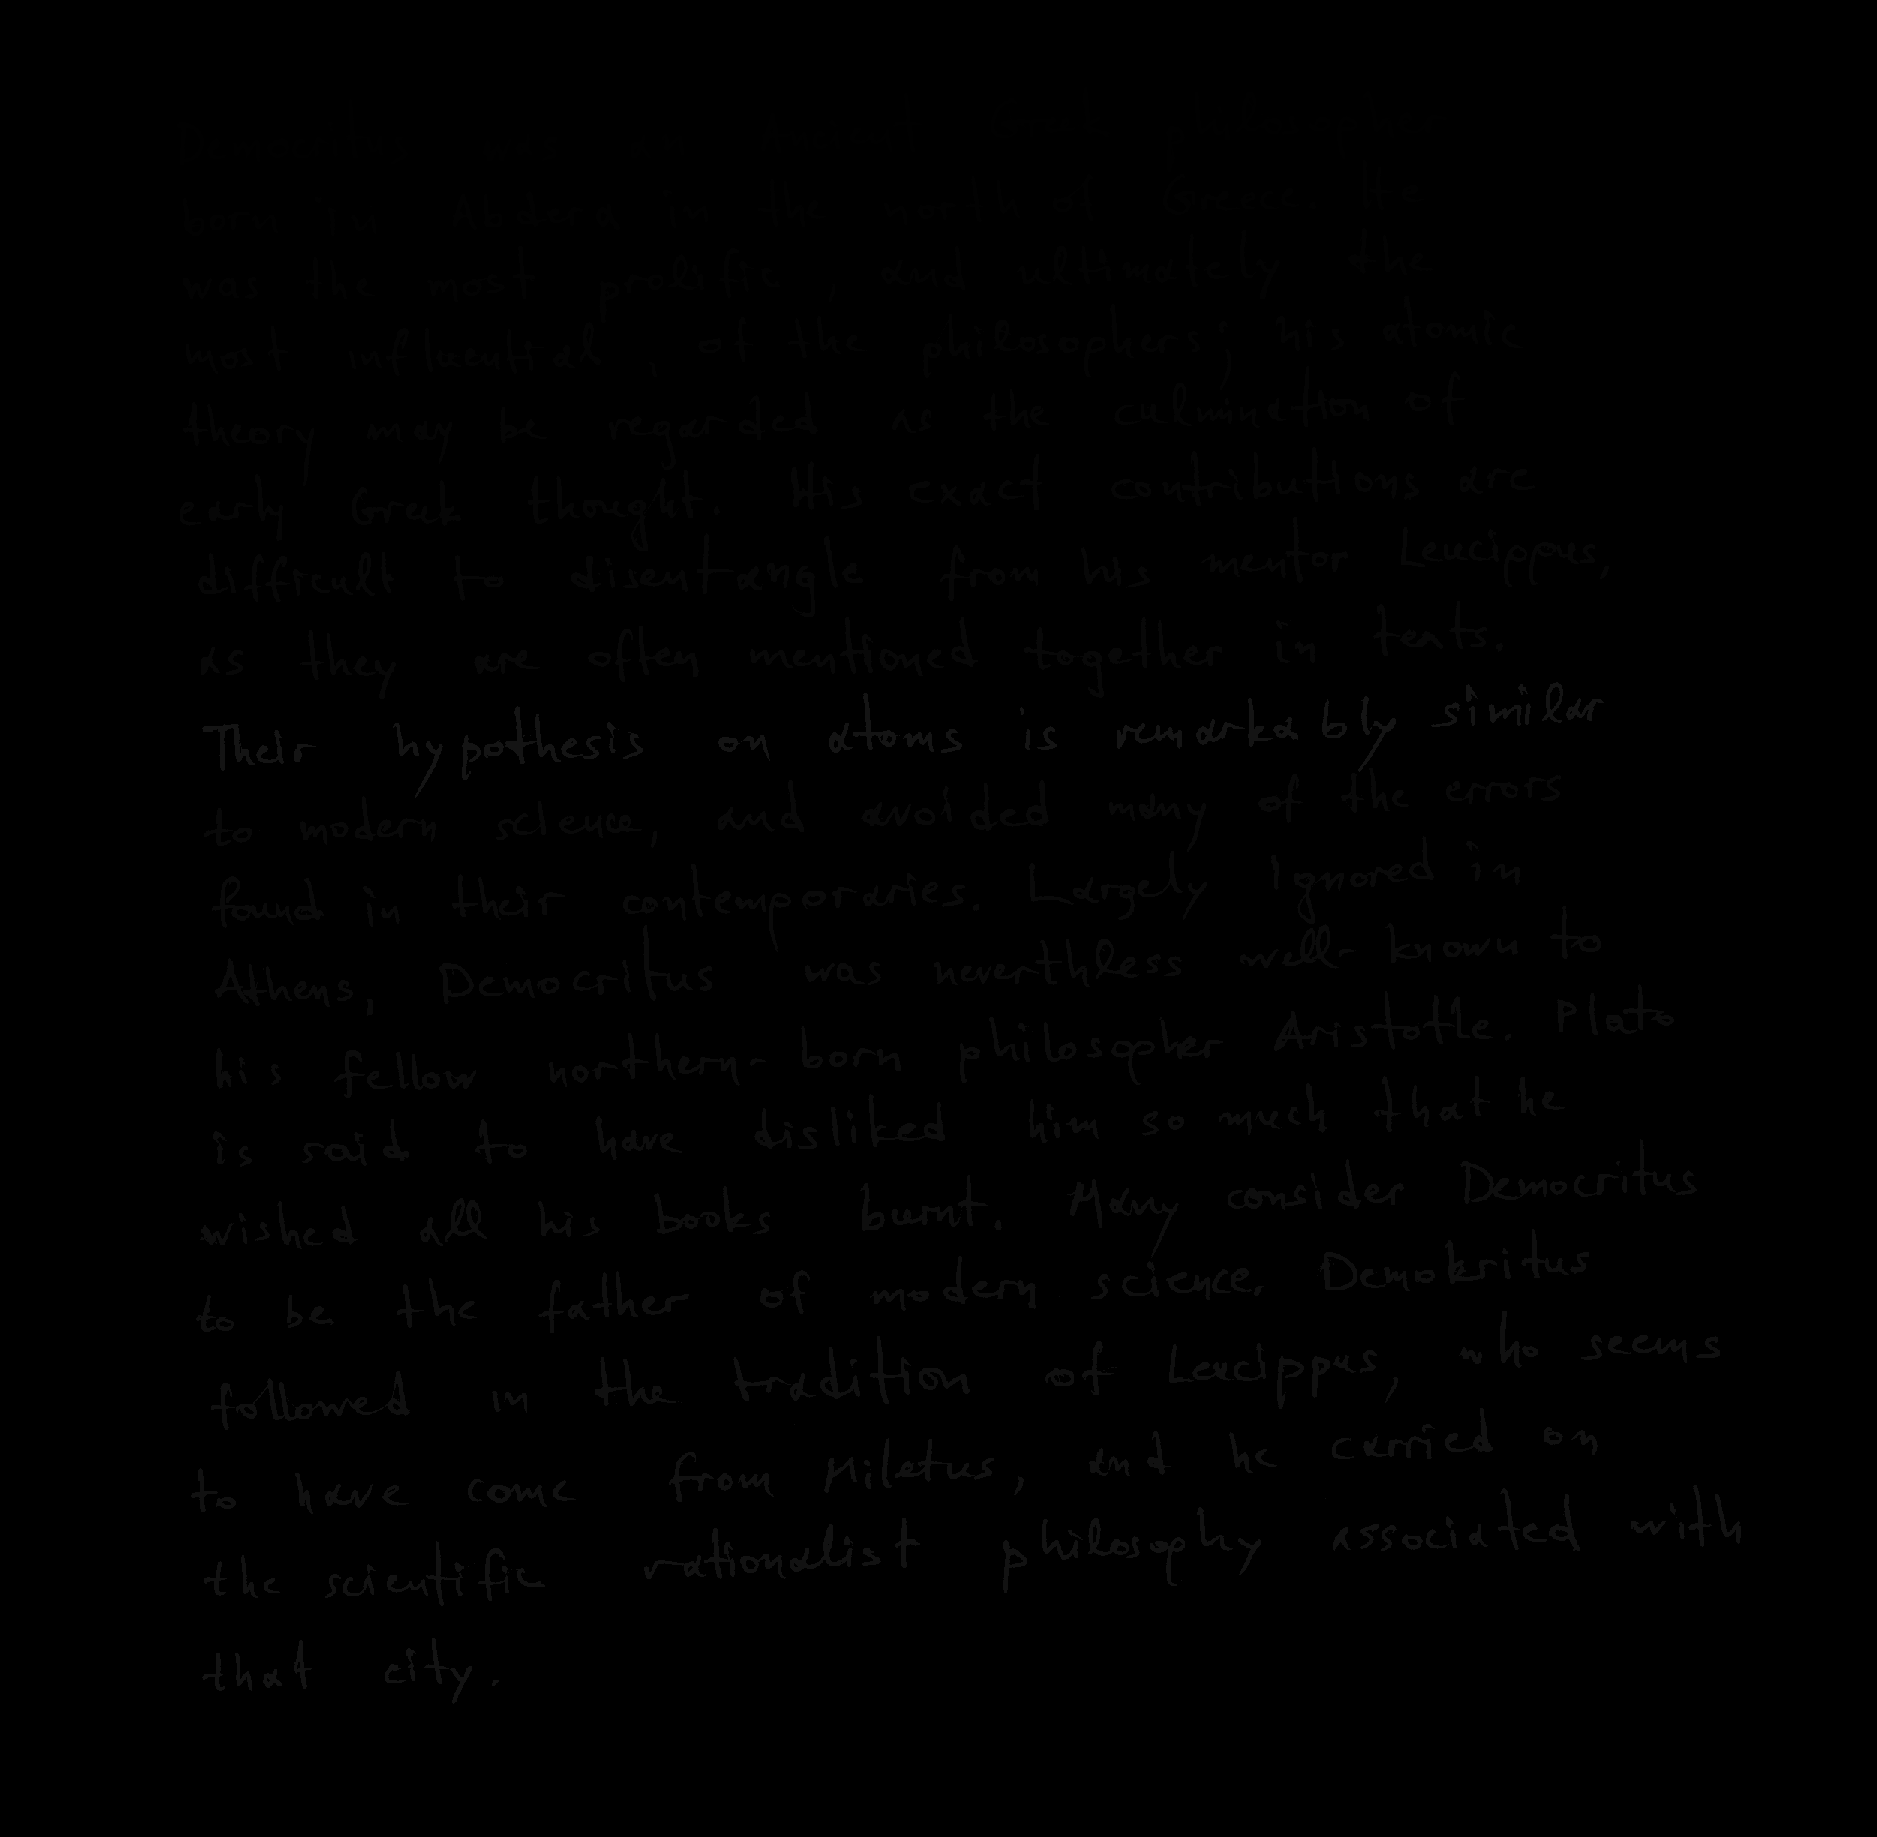 Democritus was an Ancient Greek philosopher
born in Abdera in the north of Greece. He
was the most prolific, and ultimately the
most influential, of the philosophers; his atomic
theory may be regarded as the culmination of
early Greek thought. His exact contributions are
difficult to disentangle from his mentor Leucippus,
as they are often mentioned together in texts.
Their hypothesis on atoms is remarkably similar
to modern science, and avoided many of the errors
found in their contemporaries. Largely ignored in
Athens, Democritus was neverthless well-known to
his fellow northern-born philosopher Aristotle. Plato
is said to have disliked him so much that he
wished all his books burnt. Many consider Democritus
to be the father of modern science. Demokritus
followed in the tradition of Leucippus, who seems
to have come from Miletus, and he carried on
the scientific rationalist philosophy associated with
that city.